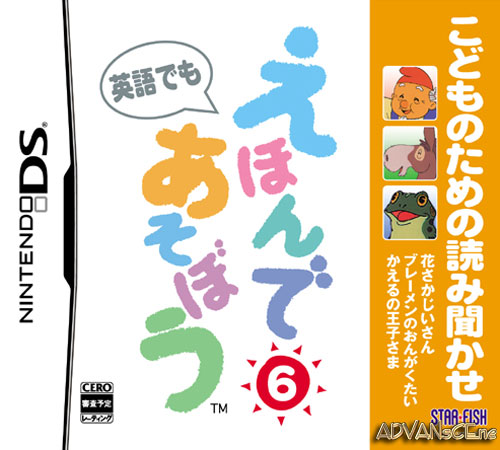 NINTENDO DS®
英語でも
えほんで
あそぼう
6
TM
こどものための読み聞かせ
花さかじいさん
ブレーメンのおんがくたい
かえるの王子さま
STAR-FISH
CERO
審査予定
レーティング
ADVANsCEne